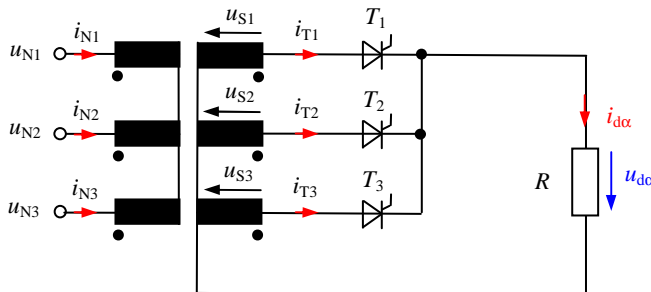 u_S1
i_N1 i_T1 T_1
u_N1
u_S2
i_N2 i_T2 T_2
u_N2 i_dα
u_S3
i_N3 i_T3 T_3 R u_dα
u_N3